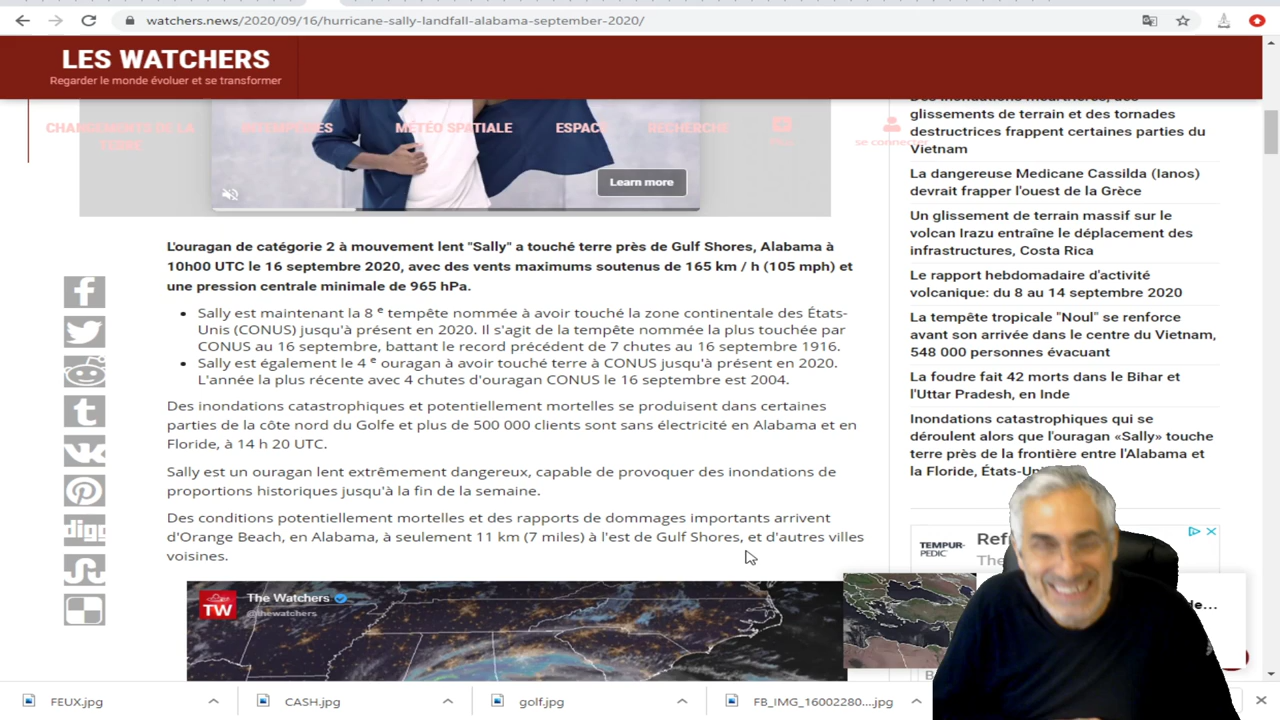 watchers.news/2020/09/16/hurricane-sally-landfall-alabama-september-2020/
LES WATCHERS
Regarder le monde évoluer et se transformer
CHANGEMENTS DE LA
TERRE
MÉTÉO SPATIALE
ESPACE
RECHERCHE
se connecter
Learn more
L'ouragan de catégorie 2 à mouvement lent "Sally" a touché terre près de Gulf Shores, Alabama à
10h00 UTC le 16 septembre 2020, avec des vents maximums soutenus de 165 km / h (105 mph) et
une pression centrale minimale de 965 hPa.
Sally est maintenant la 8 e tempête nommée à avoir touché la zone continentale des États-
Unis (CONUS) jusqu'à présent en 2020. Il s'agit de la tempête nommée la plus touchée par
CONUS au 16 septembre, battant le record précédent de 7 chutes au 16 septembre 1916.
Sally est également le 4 e ouragan à avoir touché terre à CONUS jusqu'à présent en 2020.
L'année la plus récente avec 4 chutes d'ouragan CONUS le 16 septembre est 2004.
Des inondations catastrophiques et potentiellement mortelles se produisent dans certaines
parties de la côte nord du Golfe et plus de 500 000 clients sont sans électricité en Alabama et en
Floride, à 14 h 20 UTC.
Sally est un ouragan lent extrêmement dangereux, capable de provoquer des inondations de
proportions historiques jusqu'à la fin de la semaine.
Des conditions potentiellement mortelles et des rapports de dommages importants arrivent
d'Orange Beach, en Alabama, à seulement 11 km (7 miles) à l'est de Gulf Shores, et d'autres villes
voisines.
TW
The Watchers
@thewatchers
digg
Des inondations meurtrières, des
glissements de terrain et des tornades
destructrices frappent certaines parties du
Vietnam
La dangereuse Medicane Cassilda (Ianos)
devrait frapper l'ouest de la Grèce
Un glissement de terrain massif sur le
volcan Irazu entraîne le déplacement des
infrastructures, Costa Rica
Le rapport hebdomadaire d'activité
volcanique: du 8 au 14 septembre 2020
La tempête tropicale "Noul" se renforce
avant son arrivée dans le centre du Vietnam,
548 000 personnes évacuant
La foudre fait 42 morts dans le Bihar et
l'Uttar Pradesh, en Inde
Inondations catastrophiques qui se
déroulent alors que l'ouragan «Sally» touche
terre près de la frontière entre l'Alabama et
la Floride,
TEMPUR-
PEDIC
The
de...
FEUX.jpg
CASH.jpg
golf.jpg
FB_IMG_16002280....jpg